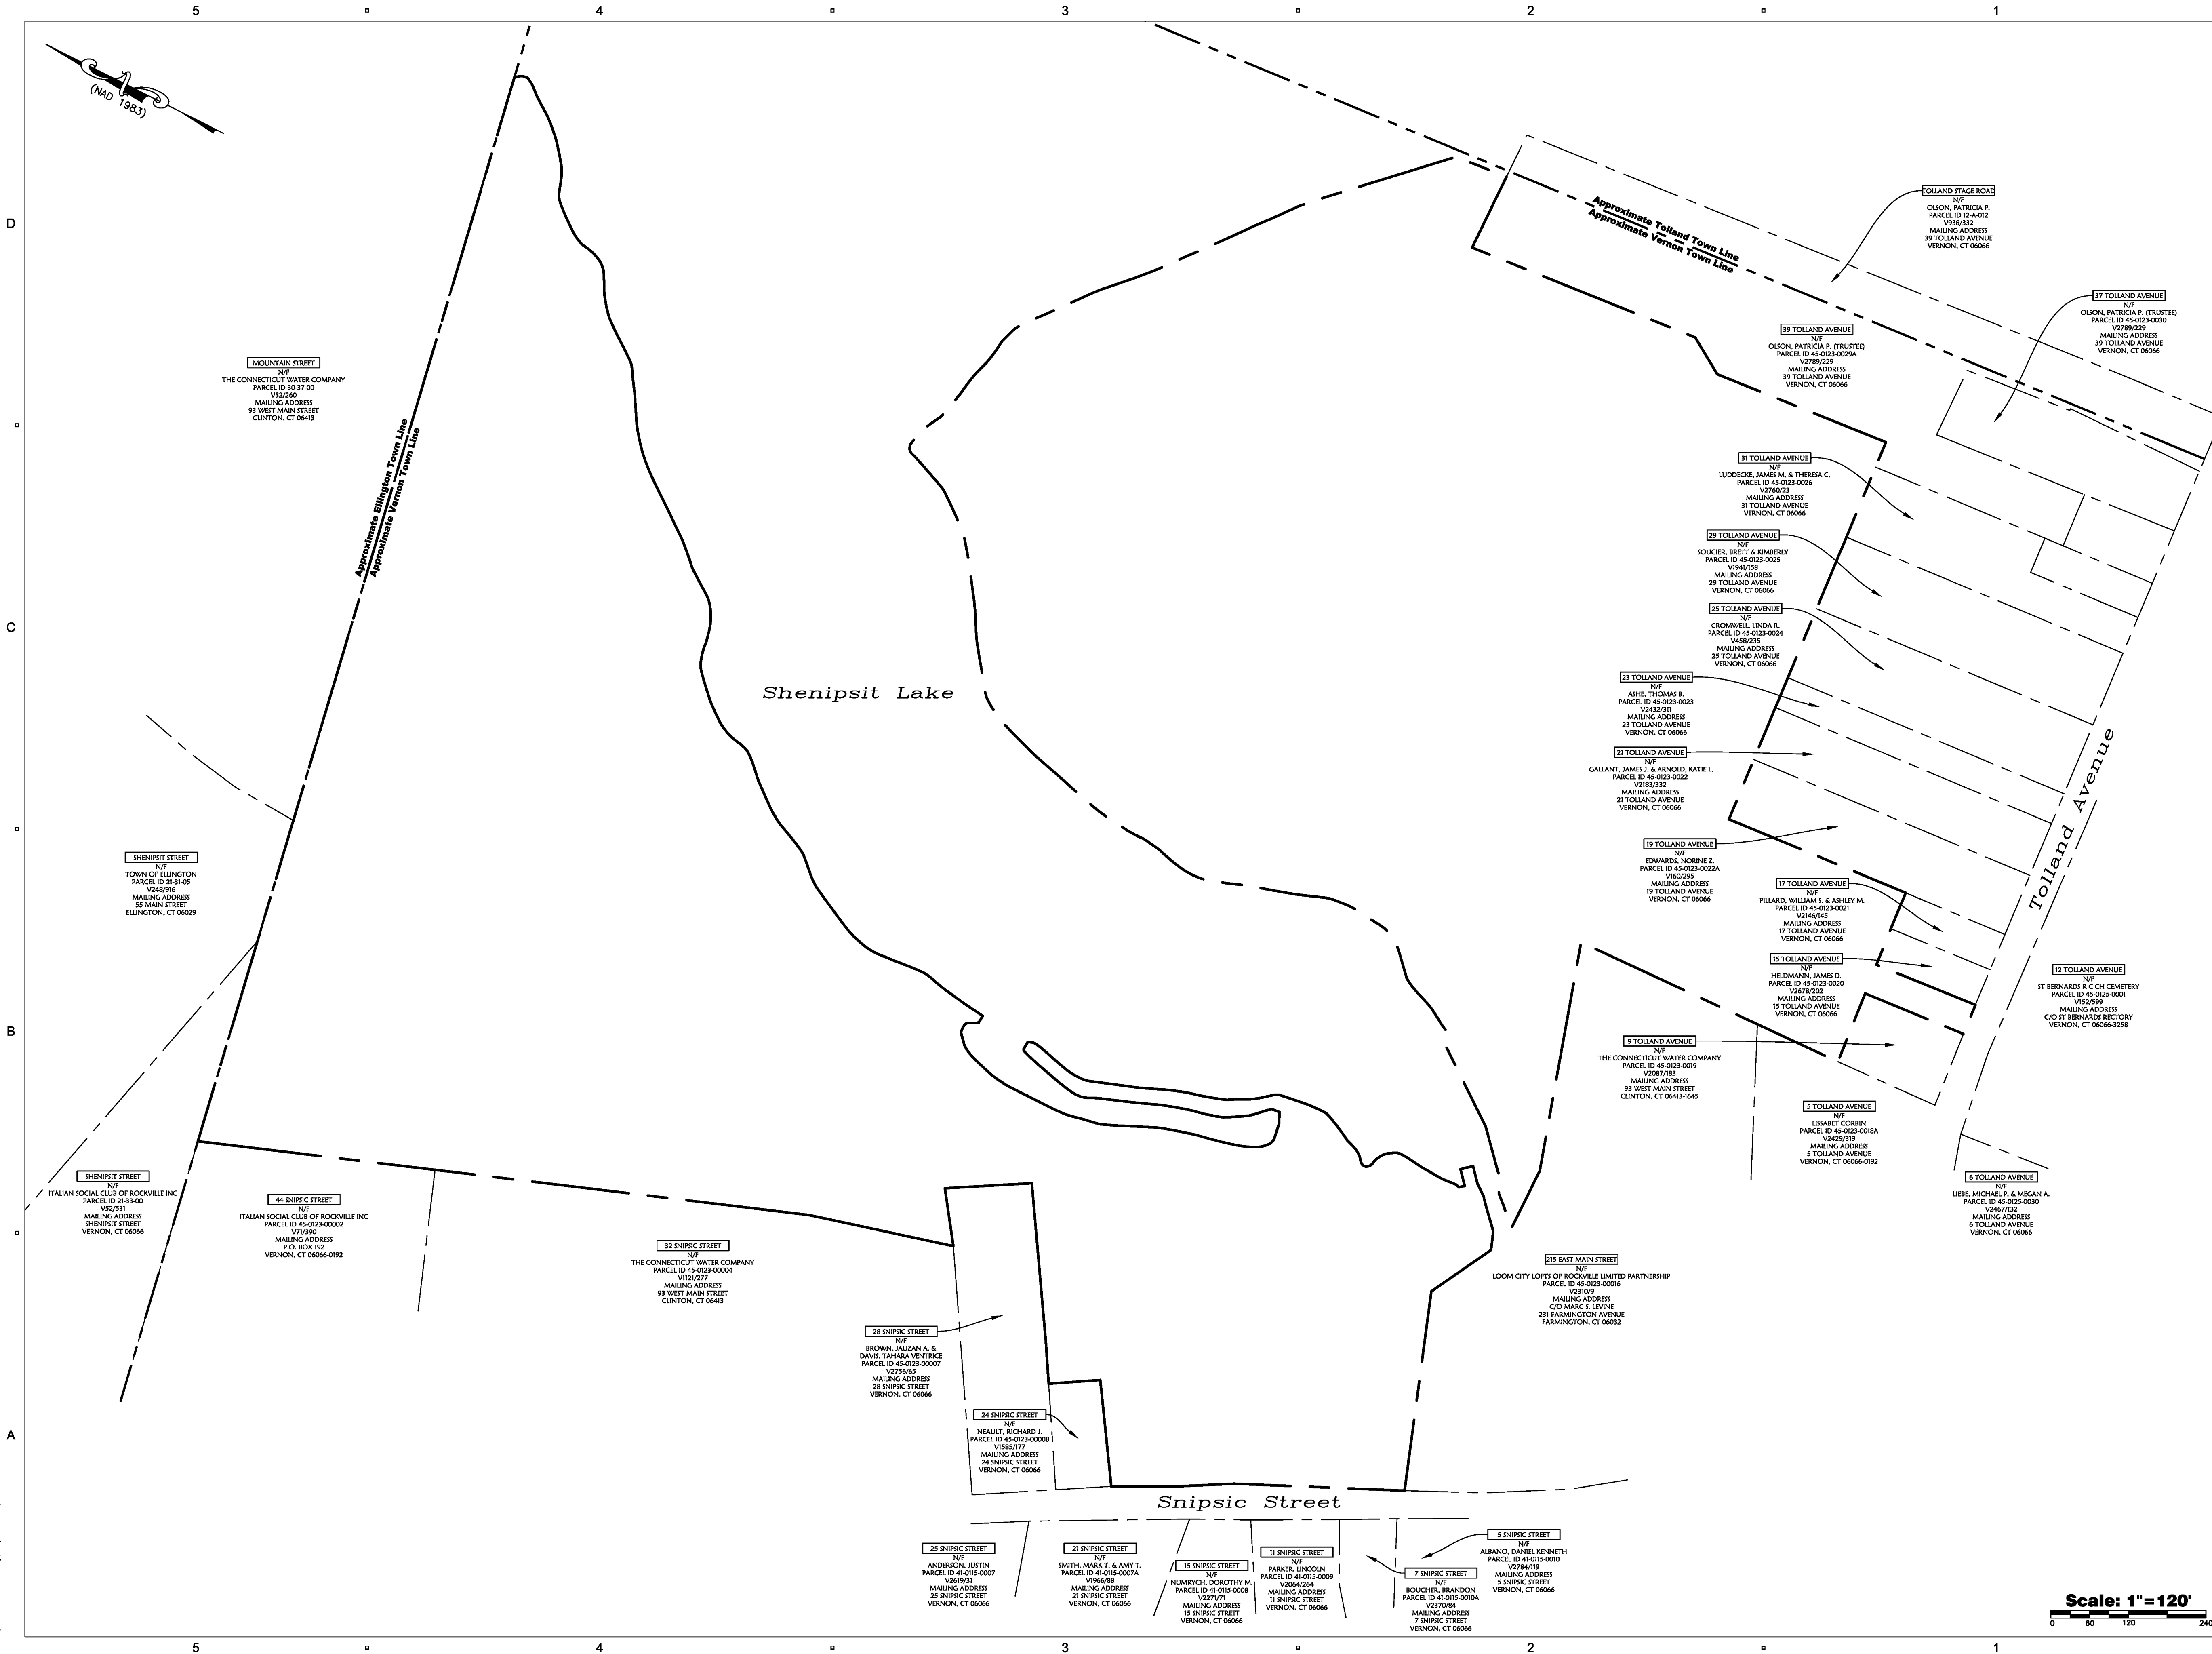 5
4
3
2
1
D
C
B
A
(NAD 1983)
TOLLAND STAGE ROAD
N/F
OLSON, PATRICIA P.
PARCEL ID 12-A-012
V938/332
MAILING ADDRESS
39 TOLLAND AVENUE
VERNON, CT 06066
Approximate Tolland Town Line
Approximate Vernon Town Line
37 TOLLAND AVENUE
N/F
OLSON, PATRICIA P. (TRUSTEE)
PARCEL ID 45-0123-0030
V2789/229
MAILING ADDRESS
39 TOLLAND AVENUE
VERNON, CT 06066
39 TOLLAND AVENUE
N/F
OLSON, PATRICIA P. (TRUSTEE)
PARCEL ID 45-0123-0029A
V2789/229
MAILING ADDRESS
39 TOLLAND AVENUE
VERNON, CT 06066
MOUNTAIN STREET
N/F
THE CONNECTICUT WATER COMPANY
PARCEL ID 30-37-00
V32/260
MAILING ADDRESS
93 WEST MAIN STREET
CLINTON, CT 06413
Approximate Ellington Town Line
Approximate Vernon Town Line
31 TOLLAND AVENUE
N/F
LUDDECKE, JAMES M. & THERESA C.
PARCEL ID 45-0123-0026
V2760/23
MAILING ADDRESS
31 TOLLAND AVENUE
VERNON, CT 06066
29 TOLLAND AVENUE
N/F
SOUCIER, BRETT & KIMBERLY
PARCEL ID 45-0123-0025
V1941/158
MAILING ADDRESS
29 TOLLAND AVENUE
VERNON, CT 06066
25 TOLLAND AVENUE
N/F
CROMWELL, LINDA R.
PARCEL ID 45-0123-0024
V458/235
MAILING ADDRESS
25 TOLLAND AVENUE
VERNON, CT 06066
Shenipsit Lake
23 TOLLAND AVENUE
N/F
ASHE, THOMAS B.
PARCEL ID 45-0123-0023
V2432/311
MAILING ADDRESS
23 TOLLAND AVENUE
VERNON, CT 06066
21 TOLLAND AVENUE
N/F
GALLANT, JAMES J. & ARNOLD, KATIE L.
PARCEL ID 45-0123-0022
V2183/332
MAILING ADDRESS
21 TOLLAND AVENUE
VERNON, CT 06066
Tolland Avenue
19 TOLLAND AVENUE
N/F
EDWARDS, NORINE Z.
PARCEL ID 45-0123-0022A
V160/295
MAILING ADDRESS
19 TOLLAND AVENUE
VERNON, CT 06066
SHENIPSIT STREET
N/F
TOWN OF ELLINGTON
PARCEL ID 21-31-05
V248/916
MAILING ADDRESS
55 MAIN STREET
ELLINGTON, CT 06029
17 TOLLAND AVENUE
N/F
PILLARD, WILLIAM S. & ASHLEY M.
PARCEL ID 45-0123-0021
V2146/145
MAILING ADDRESS
17 TOLLAND AVENUE
VERNON, CT 06066
15 TOLLAND AVENUE
N/F
HELDMANN, JAMES D.
PARCEL ID 45-0123-0020
V2678/202
MAILING ADDRESS
15 TOLLAND AVENUE
VERNON, CT 06066
12 TOLLAND AVENUE
N/F
ST BERNARDS R C CH CEMETERY
PARCEL ID 45-0125-0001
V152/599
MAILING ADDRESS
C/O ST BERNARDS RECTORY
VERNON, CT 06066-3258
9 TOLLAND AVENUE
N/F
THE CONNECTICUT WATER COMPANY
PARCEL ID 45-0123-0019
V2087/183
MAILING ADDRESS
93 WEST MAIN STREET
CLINTON, CT 06413-1645
5 TOLLAND AVENUE
N/F
LISSABET CORBIN
PARCEL ID 45-0123-0018A
V2429/319
MAILING ADDRESS
5 TOLLAND AVENUE
VERNON, CT 06066-0192
6 TOLLAND AVENUE
N/F
LIEBE, MICHAEL P. & MEGAN A.
PARCEL ID 45-0125-0030
V2467/132
MAILING ADDRESS
6 TOLLAND AVENUE
VERNON, CT 06066
SHENIPSIT STREET
N/F
ITALIAN SOCIAL CLUB OF ROCKVILLE INC
PARCEL ID 21-33-00
V52/531
MAILING ADDRESS
SHENIPSIT STREET
VERNON, CT 06066
44 SNIPSIC STREET
N/F
ITALIAN SOCIAL CLUB OF ROCKVILLE INC
PARCEL ID 45-0123-00002
V71/390
MAILING ADDRESS
P.O. BOX 192
VERNON, CT 06066-0192
32 SNIPSIC STREET
N/F
THE CONNECTICUT WATER COMPANY
PARCEL ID 45-0123-00004
V1121/277
MAILING ADDRESS
93 WEST MAIN STREET
CLINTON, CT 06413
215 EAST MAIN STREET
N/F
LOOM CITY LOFTS OF ROCKVILLE LIMITED PARTNERSHIP
PARCEL ID 45-0123-00016
V2310/9
MAILING ADDRESS
C/O MARC S. LEVINE
231 FARMINGTON AVENUE
FARMINGTON, CT 06032
28 SNIPSIC STREET
N/F
BROWN, JAUZAN A. &
DAVIS, TAHARA VENTRICE
PARCEL ID 45-0123-00007
V2756/65
MAILING ADDRESS
28 SNIPSIC STREET
VERNON, CT 06066
24 SNIPSIC STREET
N/F
NEAULT, RICHARD J.
PARCEL ID 45-0123-00008
V1585/177
MAILING ADDRESS
24 SNIPSIC STREET
VERNON, CT 06066
Snipsic Street
25 SNIPSIC STREET
N/F
ANDERSON, JUSTIN
PARCEL ID 41-0115-0007
V2619/31
MAILING ADDRESS
25 SNIPSIC STREET
VERNON, CT 06066
21 SNIPSIC STREET
N/F
SMITH, MARK T. & AMY T.
PARCEL ID 41-0115-0007A
V1966/88
MAILING ADDRESS
21 SNIPSIC STREET
VERNON, CT 06066
15 SNIPSIC STREET
N/F
NUMRYCH, DOROTHY M.
PARCEL ID 41-0115-0008
V2271/71
MAILING ADDRESS
15 SNIPSIC STREET
VERNON, CT 06066
11 SNIPSIC STREET
N/F
PARKER, LINCOLN
PARCEL ID 41-0115-0009
V2064/264
MAILING ADDRESS
11 SNIPSIC STREET
VERNON, CT 06066
7 SNIPSIC STREET
N/F
BOUCHER, BRANDON
PARCEL ID 41-0115-0010A
V2370/84
MAILING ADDRESS
7 SNIPSIC STREET
VERNON, CT 06066
5 SNIPSIC STREET
N/F
ALBANO, DANIEL KENNETH
PARCEL ID 41-0115-0010
V2784/119
MAILING ADDRESS
5 SNIPSIC STREET
VERNON, CT 06066
Scale: 1"=120'
0 60 120 240
5
4
3
2
1